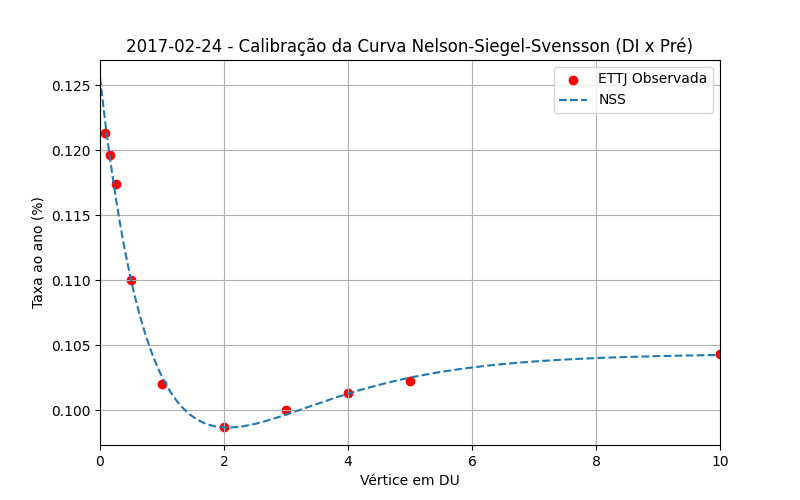 2017-02-24 - Calibração da Curva Nelson-Siegel-Svensson (DI x Pré)
ETTJ Observada
NSS
Taxa ao ano (%)
0.125
0.120
0.115
0.110
0.105
0.100
0 2 4 6 8 10
Vértice em DU